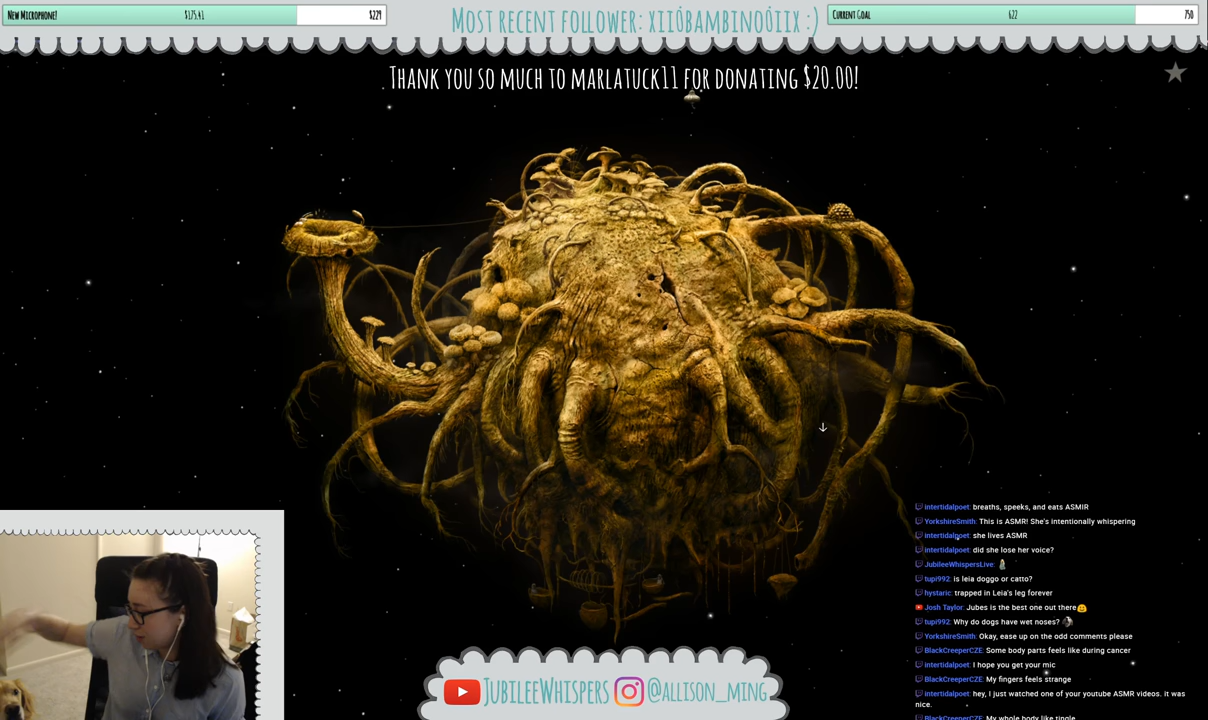 New Microphone!
$175.41
$229
Most recent follower: xiiöbambinoöiix :)
Current Goal
622
750
Thank you so much to marlatuck11 for donating $20.00!
intertidalpoet: breaths, speeks, and eats ASMIR
YorkshireSmith: This is ASMR! She's intentionally whispering
intertidalpoet: she lives ASMR
intertidalpoet: did she lose her voice?
JubileeWhispersLive:
tupi992: is leia doggo or catto?
hystaric: trapped in Leia's leg forever
Josh Taylor: Jubes is the best one out there
tupi992: Why do dogs have wet noses?
YorkshireSmith: Okay, ease up on the odd comments please
BlackCreeperCZE: Some body parts feels like during cancer
intertidalpoet: I hope you get your mic
BlackCreeperCZE: My fingers feels strange
intertidalpoet: hey, I just watched one of your youtube ASMR videos. it was
nice.
BlackCreeperCZE: My whole body like tingle
JubileeWhispers
@allison_ming